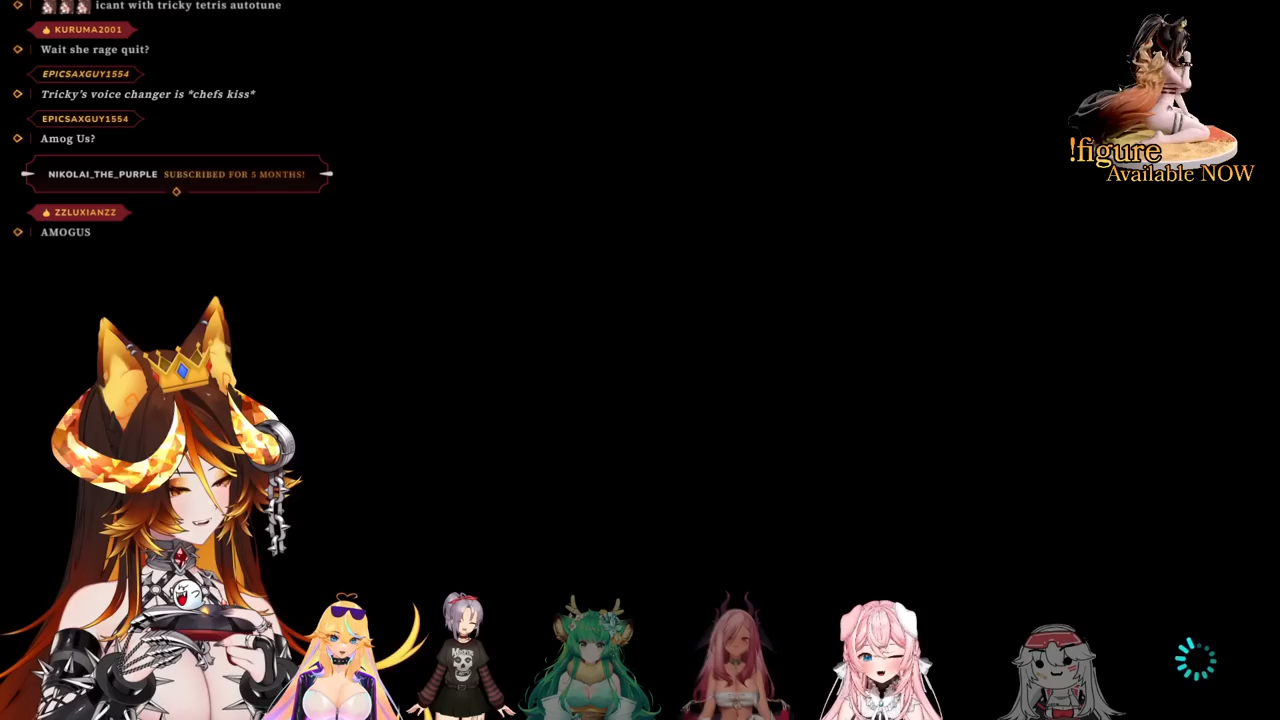 icant with tricky tetris autotune
KURUMA2001
Wait she rage quit?
EPICSAXGUY1554
Tricky's voice changer is *chefs kiss*
EPICSAXGUY1554
Amog Us?
NIKOLAI_THE_PURPLE SUBSCRIBED FOR 5 MONTHS!
ZZLUXIANZZ
AMOGUS
!figure
Available NOW